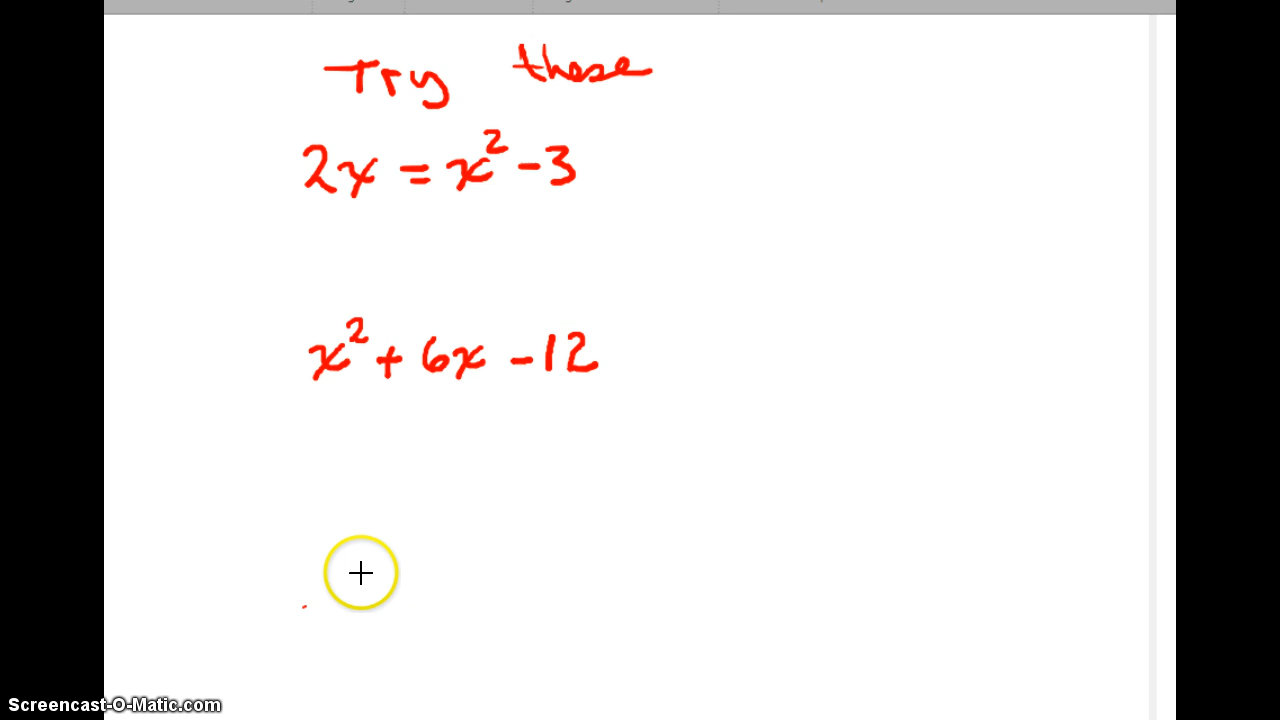 Try these
2x = x² - 3
x² + 6x - 12
Screencast-O-Matic.com